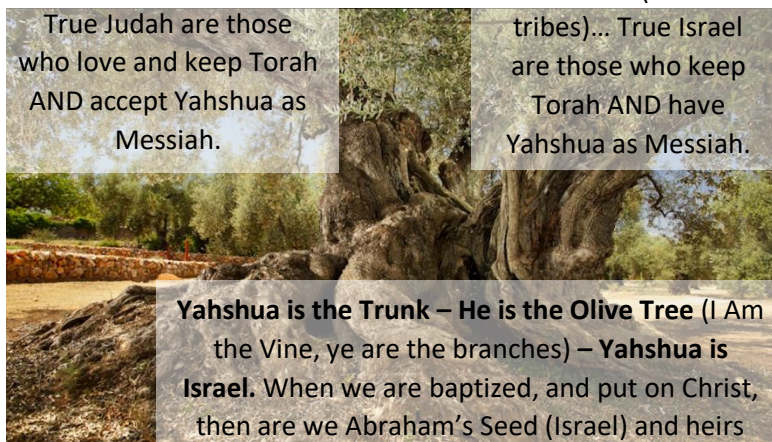 True Judah are those
who love and keep Torah
AND accept Yahshua as
Messiah.
tribes)... True Israel
are those who keep
Torah AND have
Yahshua as Messiah.
Yahshua is the Trunk – He is the Olive Tree (I Am
the Vine, ye are the branches) – Yahshua is
Israel. When we are baptized, and put on Christ,
then are we Abraham’s Seed (Israel) and heirs